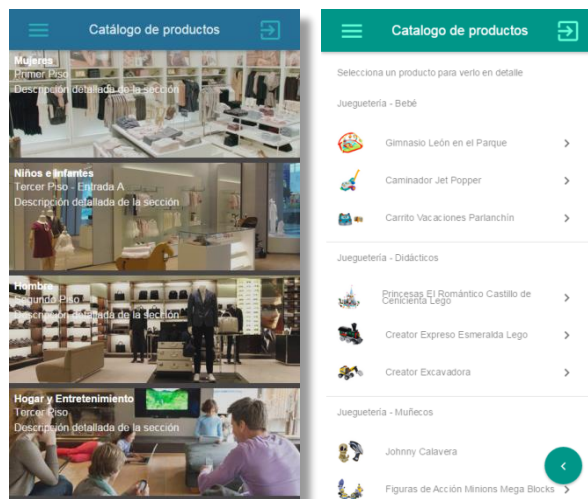 Catálogo de productos
Mujeres
Primer Piso
Descripción detallada de la sección
Niños e Infantes
Tercer Piso - Entrada A
Descripción detallada de la sección
Hombre
Segundo Piso
Descripción detallada de la sección
Hogar y Entretenimiento
Tercer Piso
Descripción detallada de la sección
Catalogo de productos
Selecciona un producto para verlo en detalle
Jueguetería - Bebé
Gimnasio León en el Parque
Caminador Jet Popper
Carrito Vacaciones Parlanchín
Jueguetería - Didácticos
Princesas El Romántico Castillo de
Cenicienta Lego
Creator Expreso Esmeralda Lego
Creator Excavadora
Jueguetería - Muñecos
Johnny Calavera
Figuras de Acción Minions Mega Blocks